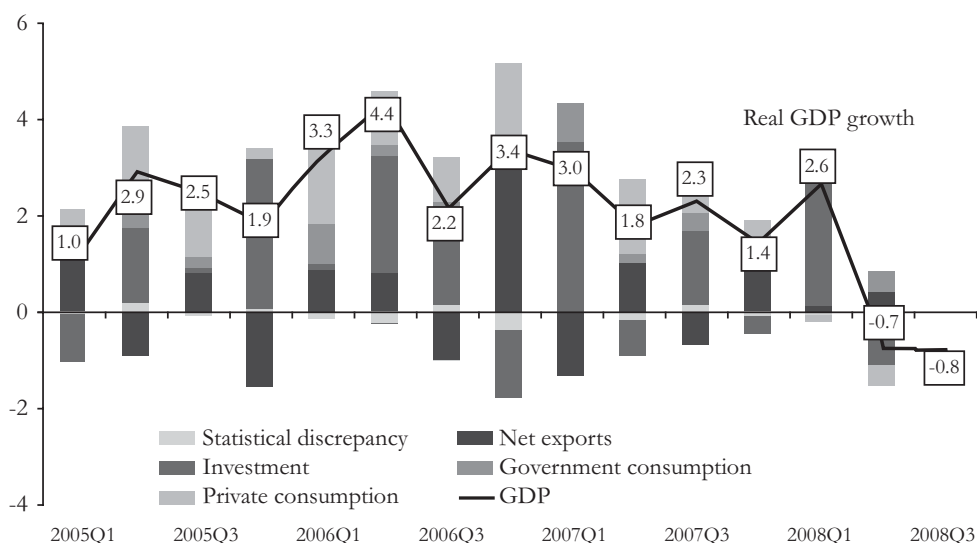 6
4
2
0
-2
-4
Real GDP growth
1.0
2.9
2.5
1.9
3.3
4.4
2.2
3.4
3.0
1.8
2.3
1.4
2.6
-0.7
-0.8
Statistical discrepancy
Net exports
Investment
Government consumption
Private consumption
GDP
2005Q1 2005Q3 2006Q1 2006Q3 2007Q1 2007Q3 2008Q1 2008Q3